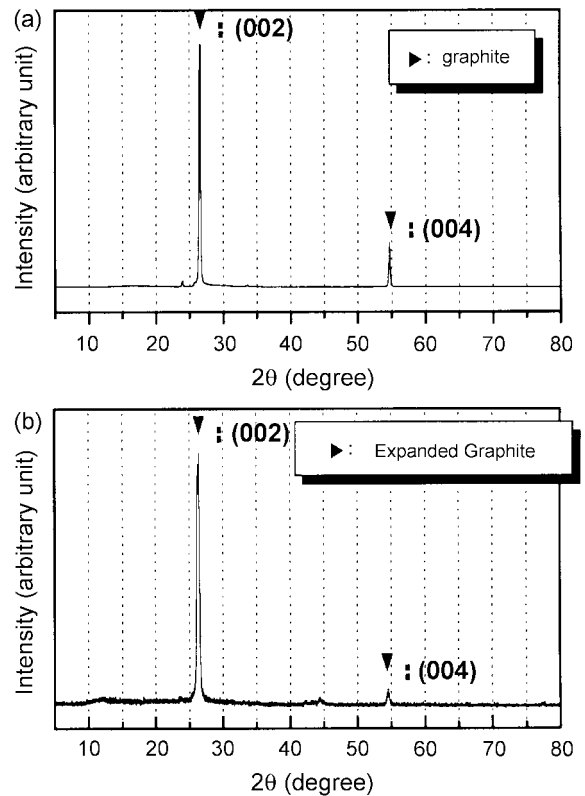 (a)
: (002)
▶: graphite
: (004)
Intensity (arbitrary unit)
10 20 30 40 50 60 70 80
2θ (degree)
(b)
: (002)
▶: Expanded Graphite
: (004)
Intensity (arbitrary unit)
10 20 30 40 50 60 70 80
2θ (degree)